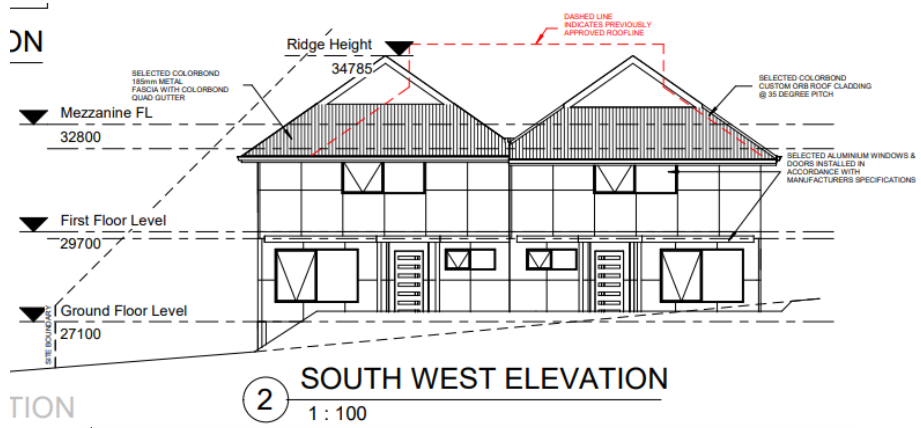 ON
DASHED LINE
INDICATES PREVIOUSLY
APPROVED ROOFLINE
Ridge Height
34785
SELECTED COLORBOND
185mm METAL
FASCIA WITH COLORBOND
QUAD GUTTER
SELECTED COLORBOND
CUSTOM ORB ROOF CLADDING
@ 35 DEGREE PITCH
Mezzanine FL
32800
SELECTED ALUMINIUM WINDOWS &
DOORS INSTALLED IN
ACCORDANCE WITH
MANUFACTURERS SPECIFICATIONS
First Floor Level
29700
Ground Floor Level
27100
SITE BOUNDARY
2
SOUTH WEST ELEVATION
1 : 100
TION